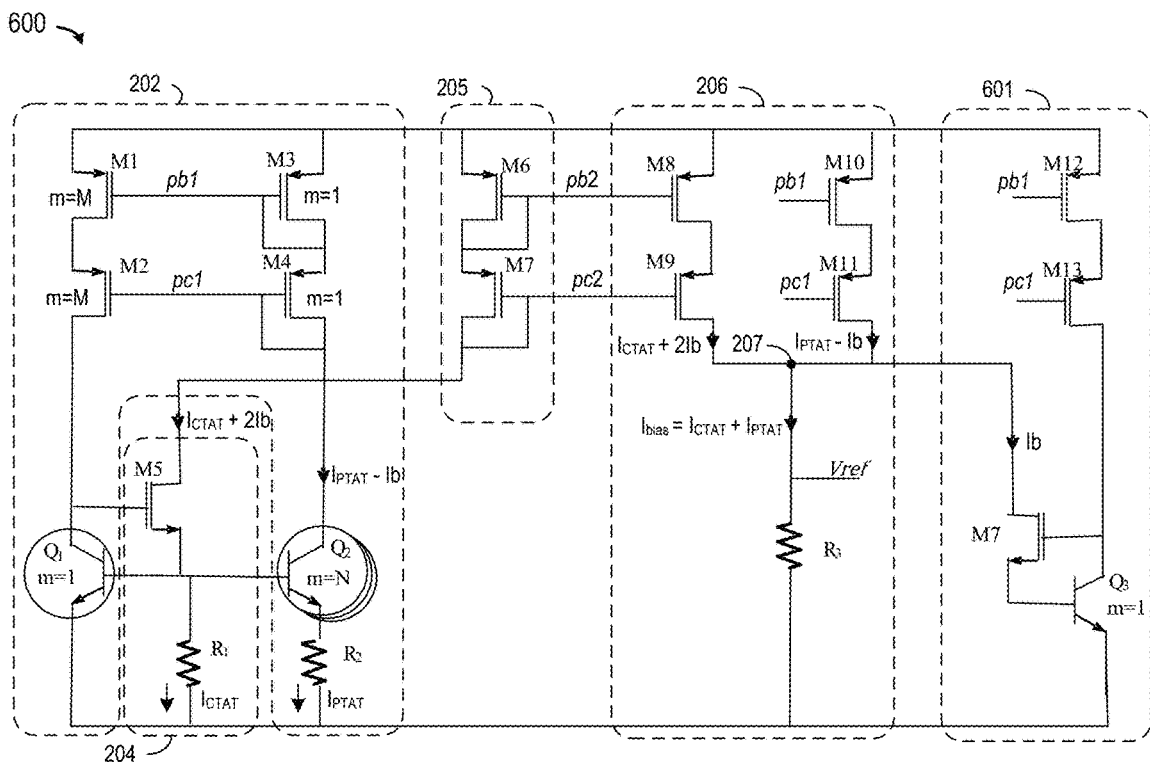 600
202
205
206
601
M1
M3
M6
M8
M10
M12
m=M
pb1
m=1
pb2
pb1
pb1
M2
M4
M7
M9
M11
M13
m=M
pc1
m=1
pc2
pc1
pc1
ICTAT + 2Ib
207
IPTAT - Ib
ICTAT + 2Ib
Ibias = ICTAT + IPTAT
Ib
M5
IPTAT - Ib
Vref
M7
Q1
m=1
Q2
m=N
R3
Q3
m=1
R1
R2
ICTAT
IPTAT
204